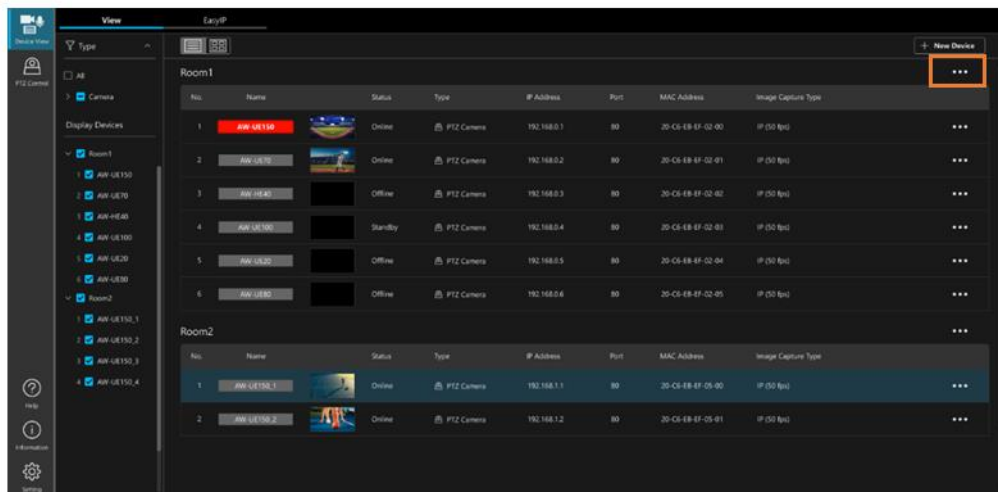 View EasyIP
Device View
PTZ Control
Help
Information
Setting
Type
All
Camera
Display Devices
Room1
1 AW-UE150
2 AW-UE70
3 AW-HE40
4 AW-UE100
5 AW-UE20
6 AW-UE80
Room2
1 AW-UE150_1
2 AW-UE150_2
3 AW-UE150_3
4 AW-UE150_4
+ New Device
Room1
No. Name Status Type IP Address Port MAC Address Image Capture Type
1 AW-UE150 Online PTZ Camera 192.168.0.1 80 20-C6-EB-EF-02-00 IP (50 fps)
2 AW-UE70 Online PTZ Camera 192.168.0.2 80 20-C6-EB-EF-02-01 IP (50 fps)
3 AW-HE40 Offline PTZ Camera 192.168.0.3 80 20-C6-EB-EF-02-02 IP (50 fps)
4 AW-UE100 Standby PTZ Camera 192.168.0.4 80 20-C6-EB-EF-02-03 IP (50 fps)
5 AW-UE20 Offline PTZ Camera 192.168.0.5 80 20-C6-EB-EF-02-04 IP (50 fps)
6 AW-UE80 Offline PTZ Camera 192.168.0.6 80 20-C6-EB-EF-02-05 IP (50 fps)
Room2
No. Name Status Type IP Address Port MAC Address Image Capture Type
1 AW-UE150_1 Online PTZ Camera 192.168.1.1 80 20-C6-EB-EF-05-00 IP (50 fps)
2 AW-UE150_2 Online PTZ Camera 192.168.1.2 80 20-C6-EB-EF-05-01 IP (50 fps)